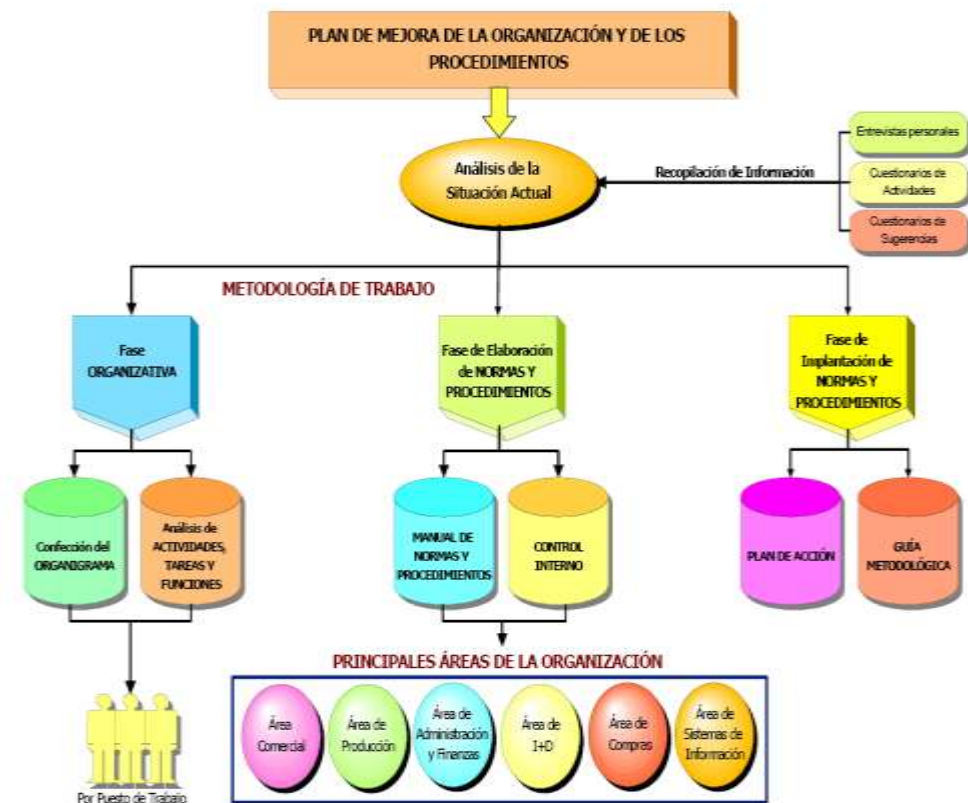 PLAN DE MEJORA DE LA ORGANIZACIÓN Y DE LOS
PROCEDIMIENTOS
Análisis de la
Situación Actual
Recopilación de Información
Entrevistas personales
Cuestionarios de
Actividades
Cuestionarios de
Sugerencias
METODOLOGÍA DE TRABAJO
Fase
ORGANIZATIVA
Fase de Elaboración
de NORMAS Y
PROCEDIMIENTOS
Fase de
Implantación de
NORMAS Y
PROCEDIMIENTOS
Confección del
ORGANIGRAMA
Análisis de
ACTIVIDADES,
TAREAS Y
FUNCIONES
MANUAL DE
NORMAS Y
PROCEDIMIENTOS
CONTROL
INTERNO
PLAN DE ACCIÓN
GUÍA
METODOLÓGICA
Por Puesto de Trabajo
PRINCIPALES ÁREAS DE LA ORGANIZACIÓN
Área
Comercial
Área de
Producción
Área de
Administración
y Finanzas
Área de
I+D
Área de
Compras
Área de
Sistemas de
Información